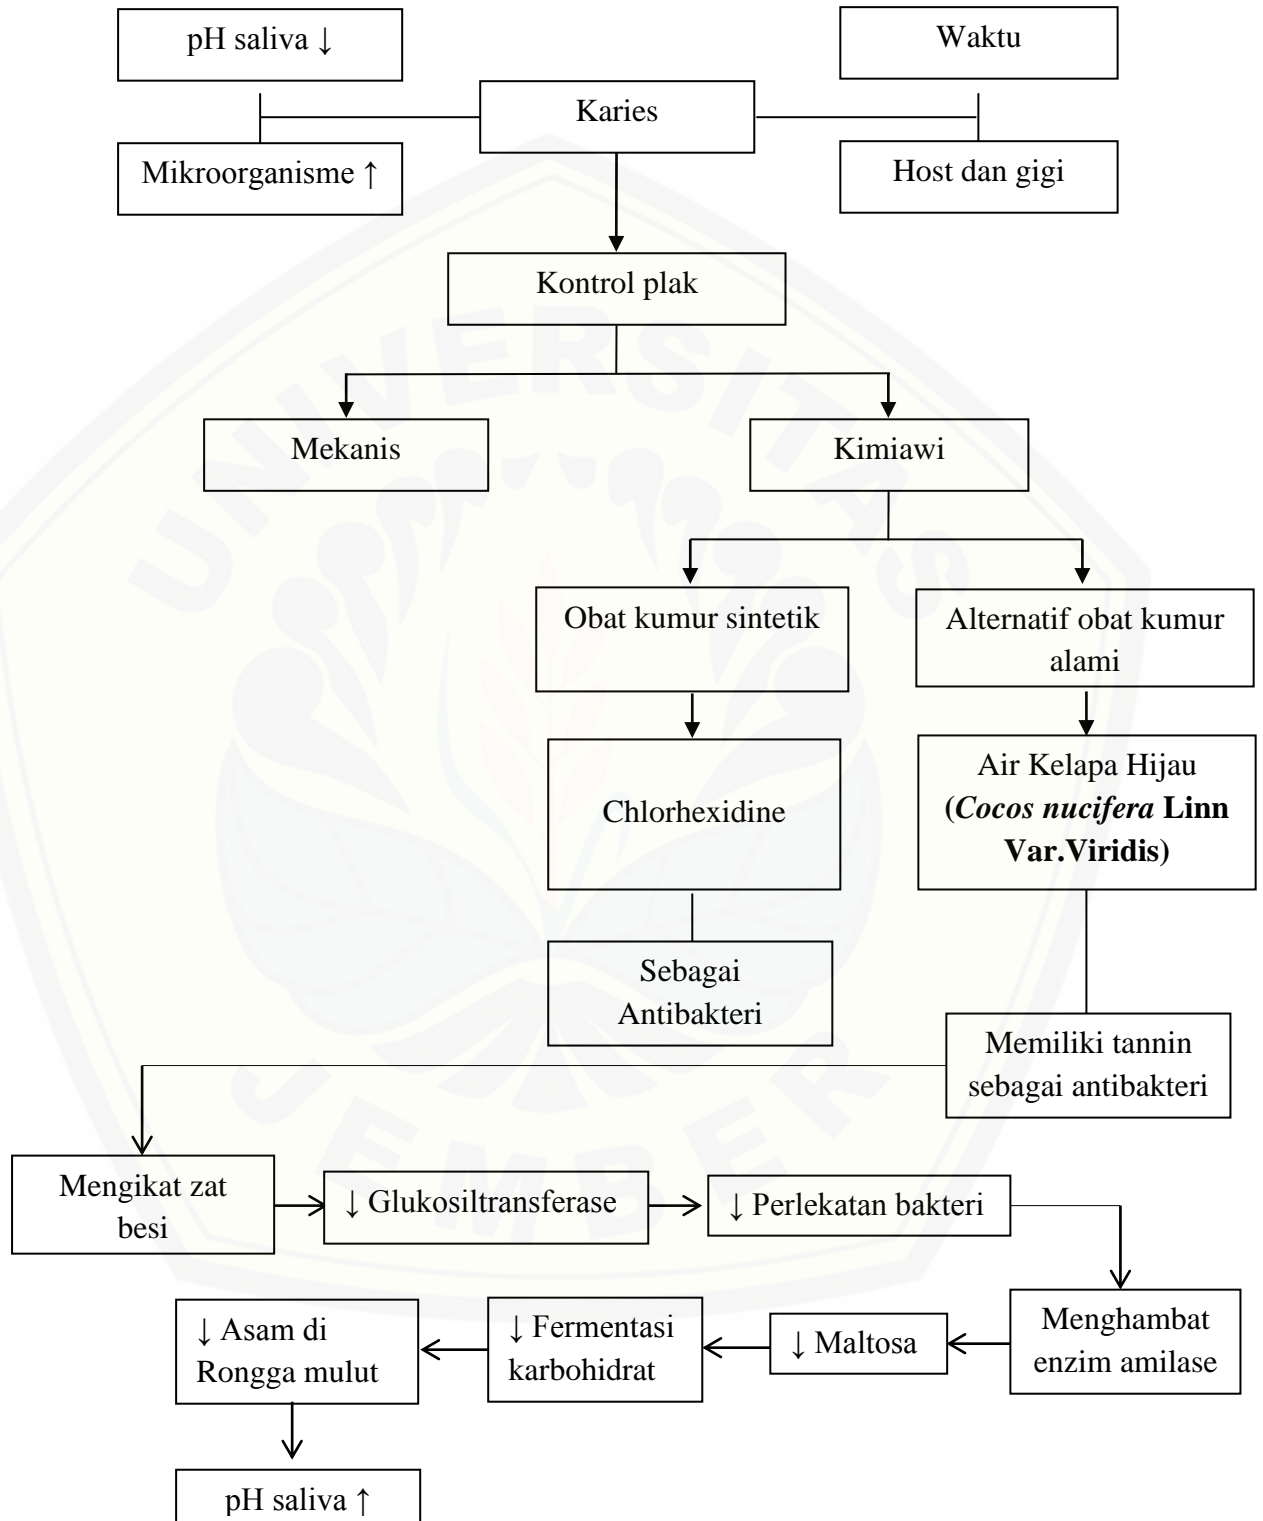 pH saliva ↓
Waktu
Karies
Mikroorganisme ↑
Host dan gigi
Kontrol plak
Mekanis
Kimiawi
Obat kumur sintetik
Alternatif obat kumur
alami
Chlorhexidine
Air Kelapa Hijau
(Cocos nucifera Linn
Var.Viridis)
Sebagai
Antibakteri
Memiliki tannin
sebagai antibakteri
Mengikat zat
besi
↓ Glukosiltransferase
↓ Perlekatan bakteri
Menghambat
enzim amilase
↓ Maltosa
↓ Fermentasi
karbohidrat
↓ Asam di
Rongga mulut
pH saliva ↑
UNIVERSITAS
JEMBER